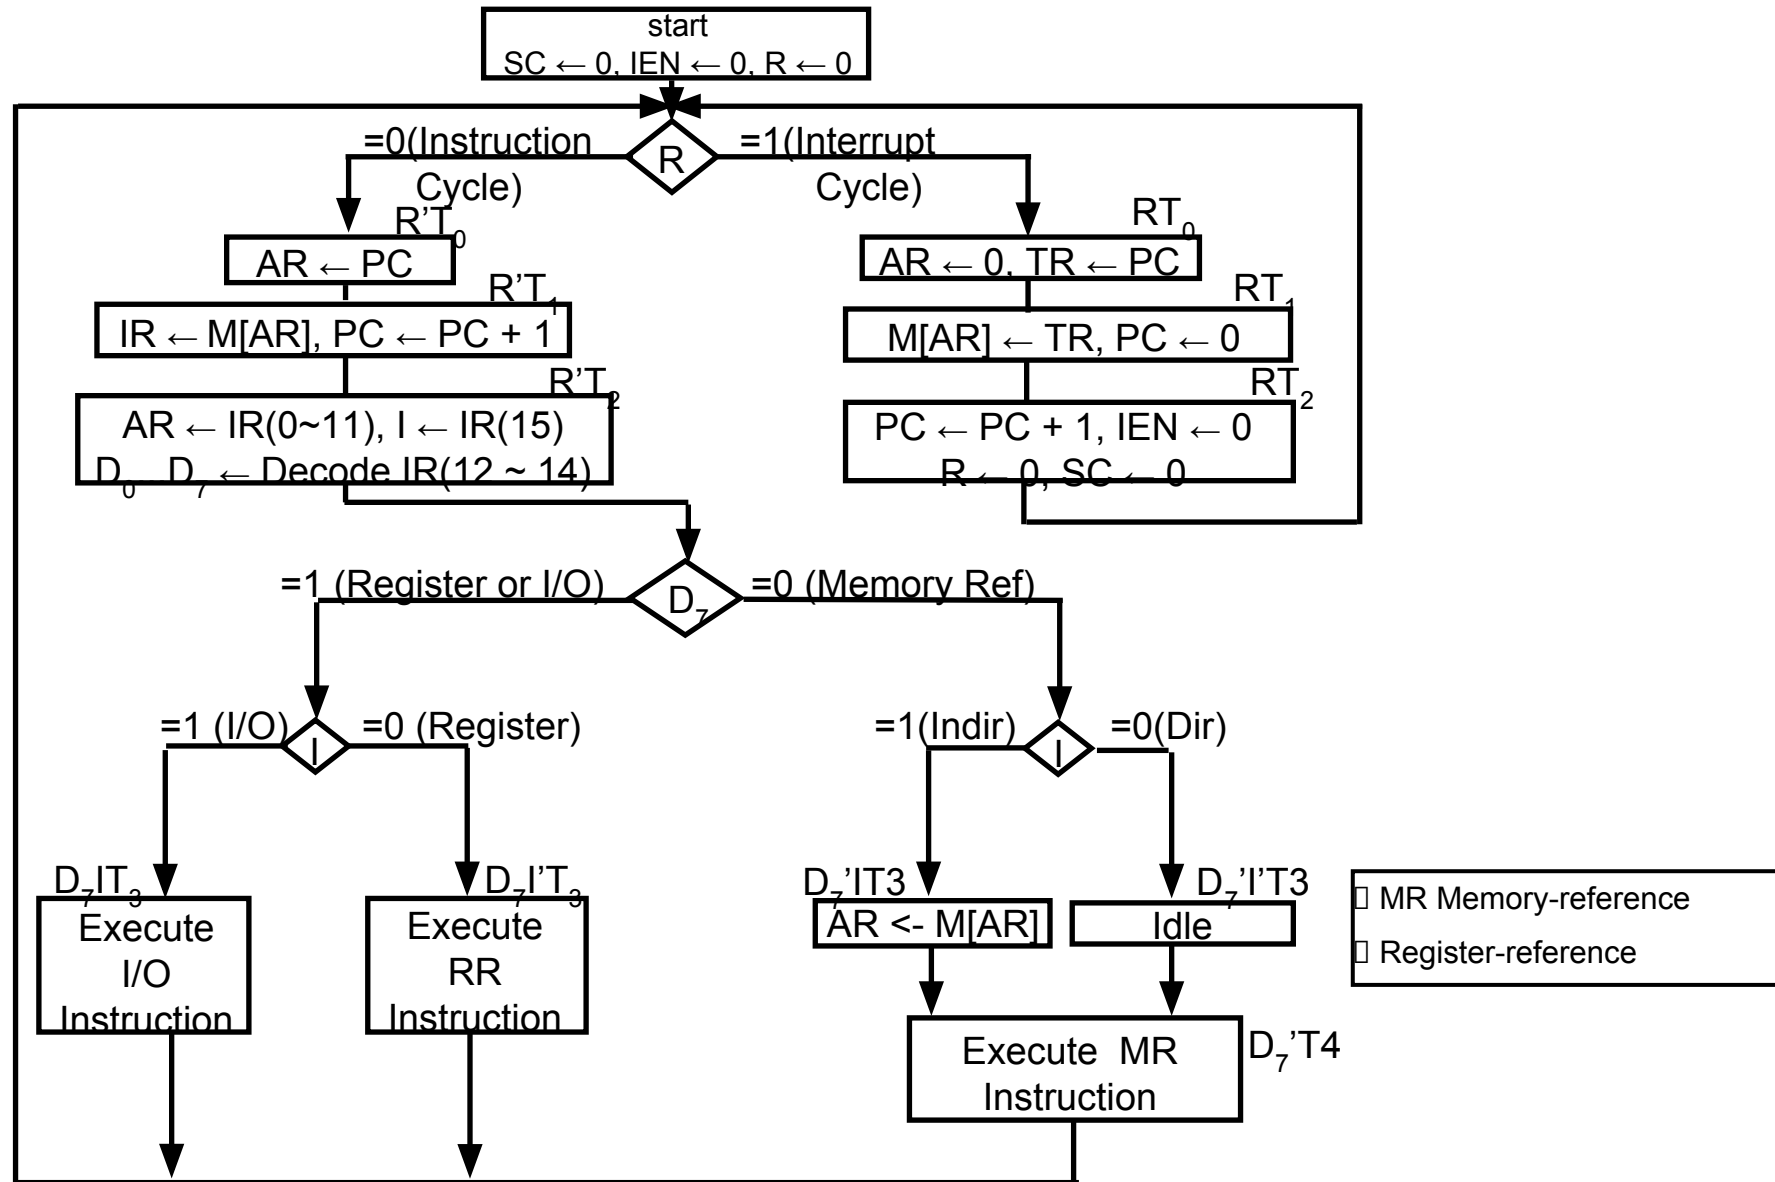 start
SC ← 0, IEN ← 0, R ← 0
=0(Instruction
Cycle)
R
=1(Interrupt
Cycle)
R'T₀
AR ← PC
R'T₁
IR ← M[AR], PC ← PC + 1
R'T₂
AR ← IR(0~11), I ← IR(15)
D₀...D₇ ← Decode IR(12 ~ 14)
RT₀
AR ← 0, TR ← PC
RT₁
M[AR] ← TR, PC ← 0
RT₂
PC ← PC + 1, IEN ← 0
R ← 0, SC ← 0
=1 (Register or I/O)
D₇
=0 (Memory Ref)
=1 (I/O)
I
=0 (Register)
=1(Indir)
I
=0(Dir)
D₇IT₃
Execute
I/O
Instruction
D₇I'T₃
Execute
RR
Instruction
D₇'IT3
AR <- M[AR]
D₇'I'T3
Idle
Execute MR
Instruction
D₇'T4
▯ MR Memory-reference
▯ Register-reference